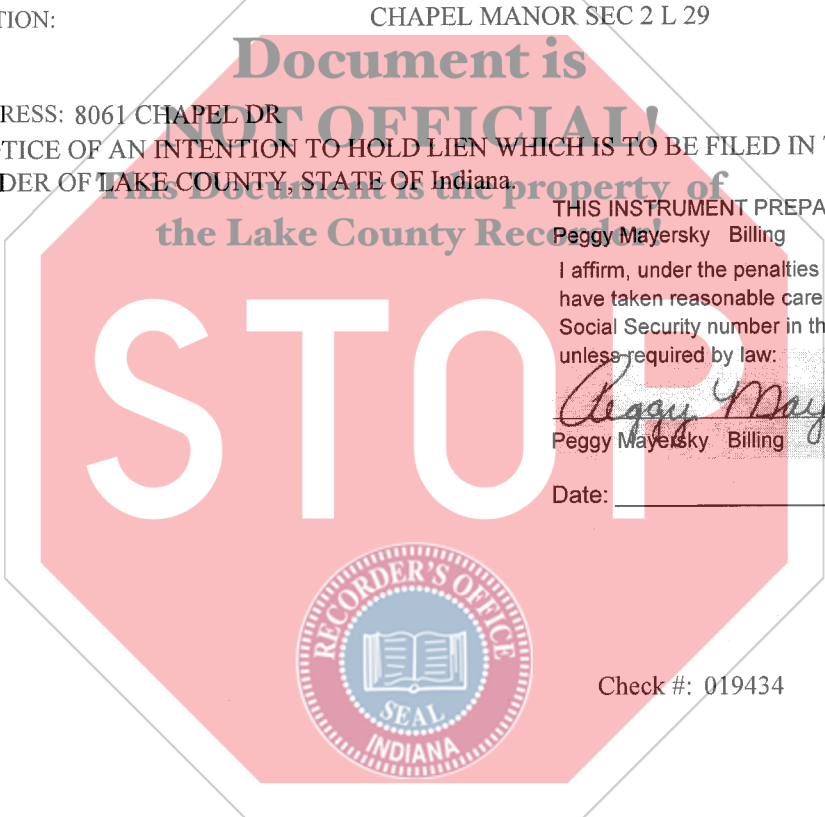 TION:
CHAPEL MANOR SEC 2 L 29
Document is
RESS: 8061 CHAPEL DR
NOT OFFICIAL!
TICE OF AN INTENTION TO HOLD LIEN WHICH IS TO BE FILED IN
DER OF LAKE COUNTY, STATE OF Indiana.
This Document is the property of
the Lake County Recorder!
THIS INSTRUMENT PREPA
Peggy Mayersky Billing
I affirm, under the penalties
have taken reasonable care
Social Security number in th
unless required by law:
Peggy May
Peggy Mayersky Billing
Date:
STOP
RECORDER'S OFFICE
SEAL
INDIANA
Check #: 019434